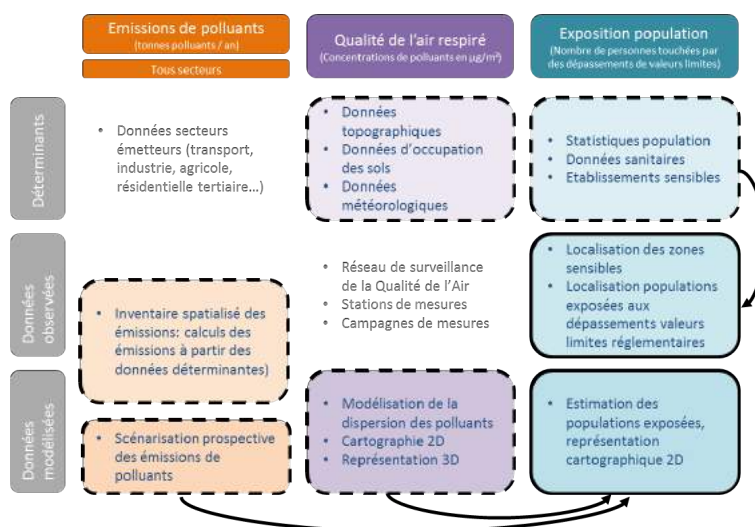 Emissions de polluants
(tonnes polluants / an)
Tous secteurs
Qualité de l'air respiré
(Concentrations de polluants en µg/m³)
Exposition population
(Nombre de personnes touchées par
des dépassements de valeurs limites)
Déterminants
• Données secteurs
émetteurs (transport,
industrie, agricole,
résidentielle tertiaire...)
• Données
topographiques
• Données d'occupation
des sols
• Données
météorologiques
• Statistiques population
• Données sanitaires
• Etablissements sensibles
Données
observées
• Inventaire spatialisé des
émissions: calculs des
émissions à partir des
données déterminantes)
• Réseau de surveillance
de la Qualité de l'Air
• Stations de mesures
• Campagnes de mesures
• Localisation des zones
sensibles
• Localisation populations
exposées aux
dépassements valeurs
limites réglementaires
Données
modélisées
• Scénarisation prospective
des émissions de
polluants
• Modélisation de la
dispersion des polluants
• Cartographie 2D
• Représentation 3D
• Estimation des
populations exposées,
représentation
cartographique 2D